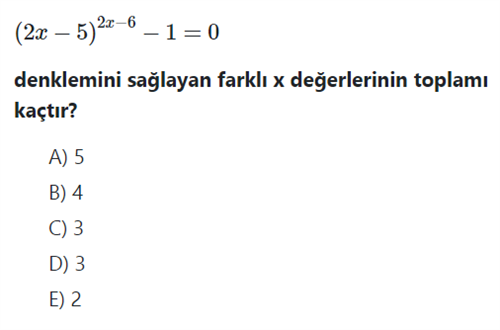 (2x − 5)^{2x−6} − 1 = 0
denklemini sağlayan farklı x değerlerinin toplamı
kaçtır?
A) 5
B) 4
C) 3
D) 3
E) 2